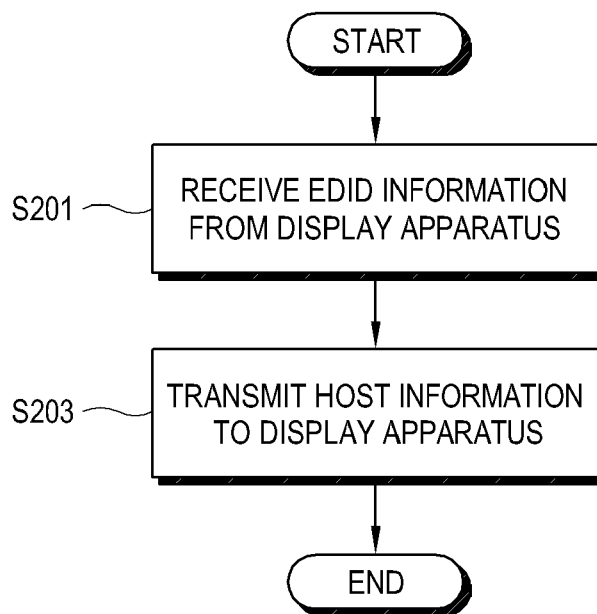 START
S201
RECEIVE EDID INFORMATION
FROM DISPLAY APPARATUS
S203
TRANSMIT HOST INFORMATION
TO DISPLAY APPARATUS
END